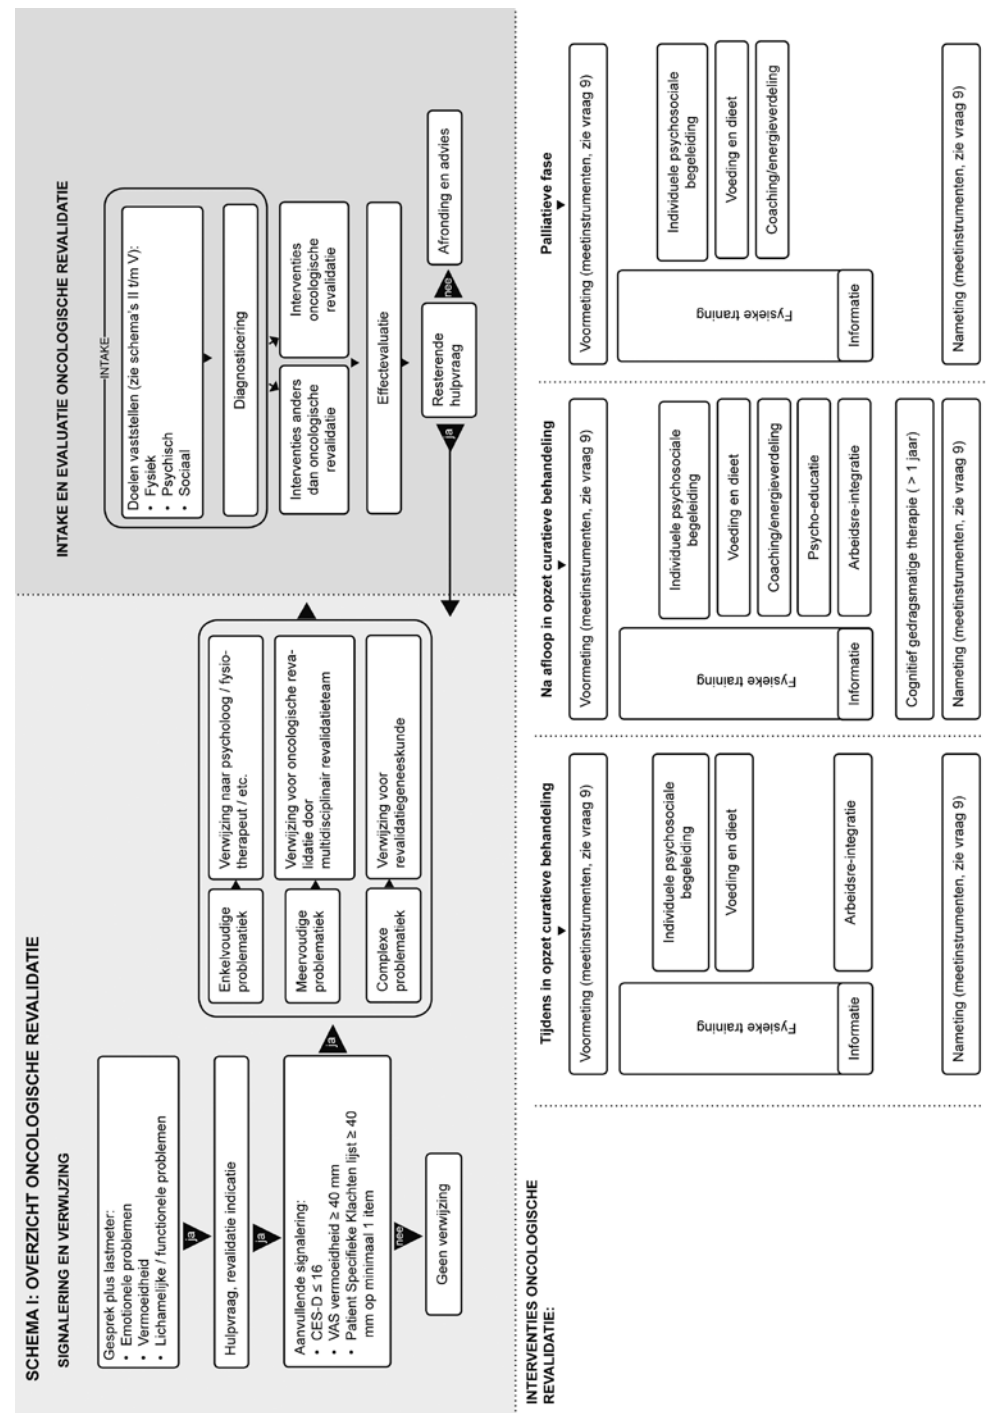 SCHEMA I: OVERZICHT ONCOLOGISCHE REVALIDATIE
SIGNALERING EN VERWIJZING
Gesprek plus lastmeter:
• Emotionele problemen
• Vermoeidheid
• Lichamelijke / functionele problemen
ja
Hulpvraag, revalidatie indicatie
ja
Aanvullende signalering:
• CES-D ≤ 16
• VAS vermoeidheid ≥ 40 mm
• Patient Specifieke Klachten lijst ≥ 40
mm op minimaal 1 item
nee
Geen verwijzing
ja
Enkelvoudige
problematiek
Verwijzing naar psycholoog / fysio-
therapeut / etc.
Meervoudige
problematiek
Verwijzing voor oncologische reva-
lidatie door
multidisciplinair revalidatieteam
Complexe
problematiek
Verwijzing voor
revalidatiegeneeskunde
INTAKE EN EVALUATIE ONCOLOGISCHE REVALIDATIE
INTAKE
Doelen vaststellen (zie schema's II t/m V):
• Fysiek
• Psychisch
• Sociaal
Diagnosticering
Interventies anders
dan oncologische
revalidatie
Interventies
oncologische
revalidatie
Effectevaluatie
ja
Resterende
hulpvraag
nee
Afronding en advies
INTERVENTIES ONCOLOGISCHE
REVALIDATIE:
Tijdens in opzet curatieve behandeling
Voormeting (meetinstrumenten, zie vraag 9)
Fysieke training
Informatie
Individuele psychosociale
begeleiding
Voeding en dieet
Arbeidsre-integratie
Nameting (meetinstrumenten, zie vraag 9)
Na afloop in opzet curatieve behandeling
Voormeting (meetinstrumenten, zie vraag 9)
Fysieke training
Informatie
Individuele psychosociale
begeleiding
Voeding en dieet
Coaching/energieverdeling
Psycho-educatie
Arbeidsre-integratie
Cognitief gedragsmatige therapie ( > 1 jaar)
Nameting (meetinstrumenten, zie vraag 9)
Palliatieve fase
Voormeting (meetinstrumenten, zie vraag 9)
Fysieke traning
Informatie
Individuele psychosociale
begeleiding
Voeding en dieet
Coaching/energieverdeling
Nameting (meetinstrumenten, zie vraag 9)